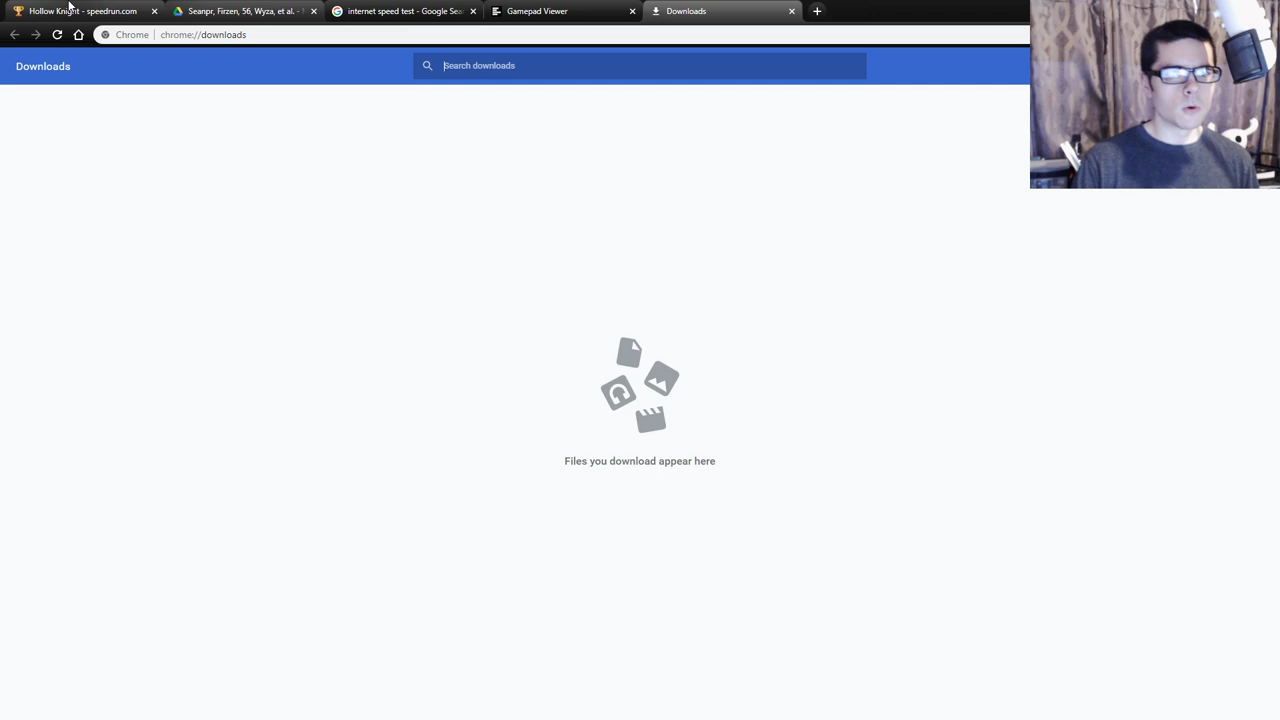 Hollow Knight - speedrun.com
Seanpr, Firzen, 56, Wyza, et al. -
internet speed test - Google Sea
Gamepad Viewer
Downloads
Chrome
chrome://downloads
Downloads
Search downloads
Files you download appear here